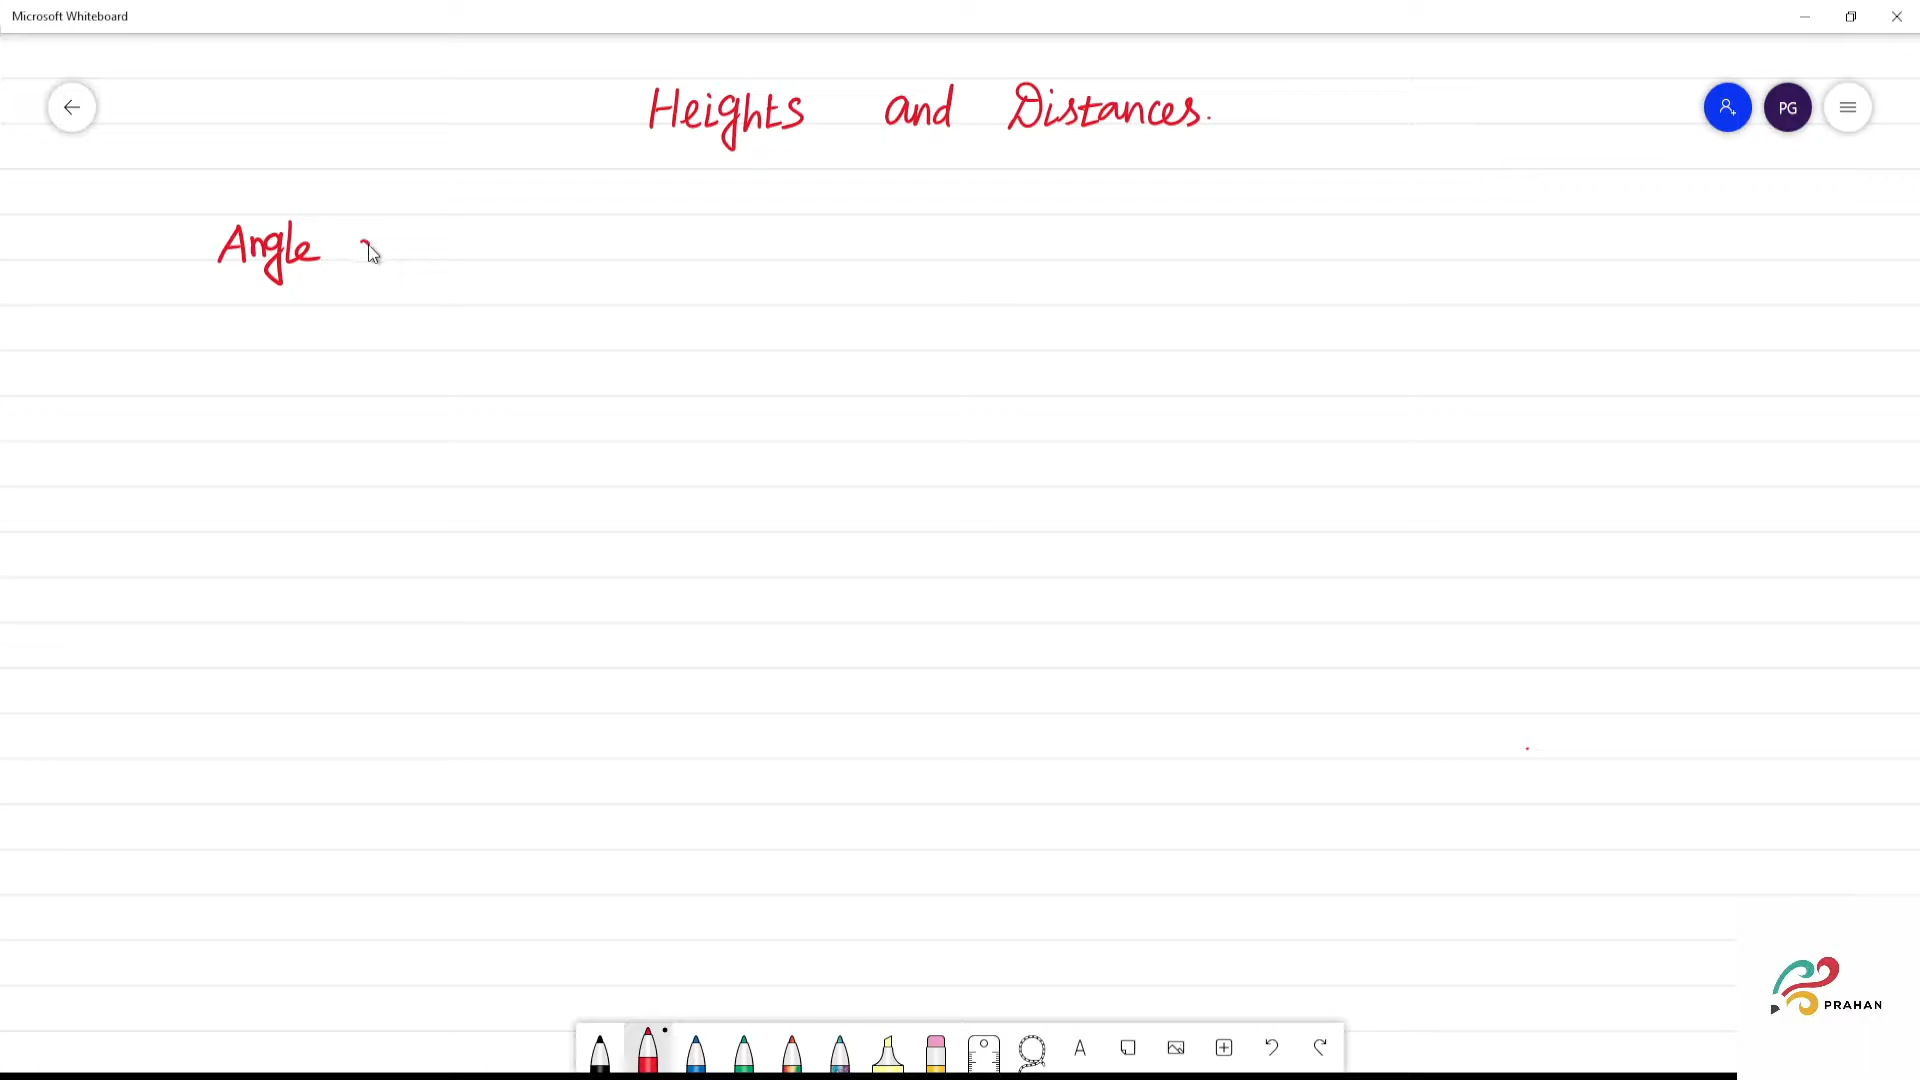 Microsoft Whiteboard
Heights and Distances.
PG
Angle
PRAHAN